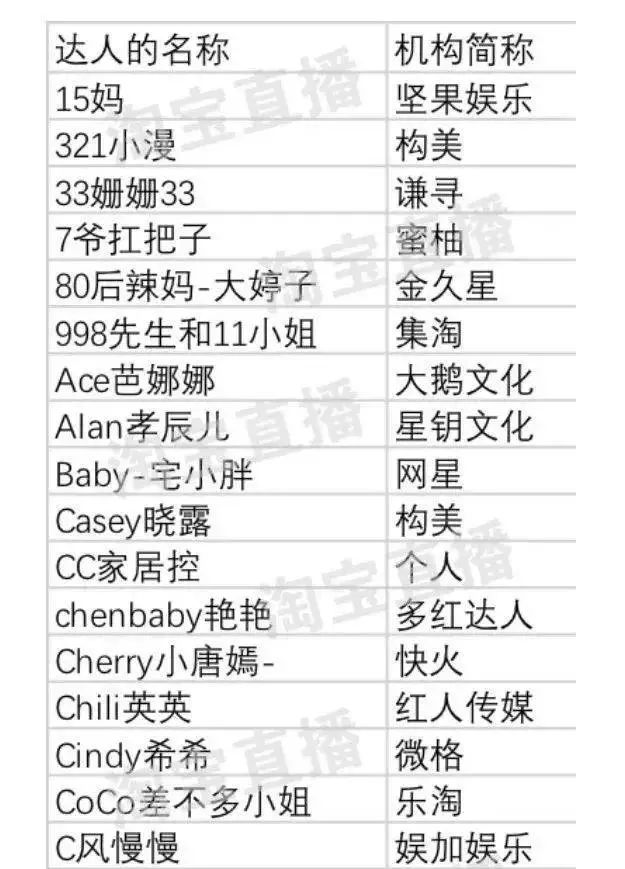 达人的名称 机构简称
15妈 坚果娱乐
321小漫 构美
33姗姗33 谦寻
7爷扛把子 蜜柚
80后辣妈-大婷子 金久星
998先生和11小姐 集淘
Ace芭娜娜 大鹅文化
Alan孝辰儿 星钥文化
Baby-宅小胖 网星
Casey晓露 构美
CC家居控 个人
chenbaby艳艳 多红达人
Cherry小唐嫣- 快火
Chili英英 红人传媒
Cindy希希 微格
CoCo差不多小姐 乐淘
C风慢慢 娱加娱乐
淘宝直播
淘宝直播
淘宝直播
淘宝直播
淘宝直播